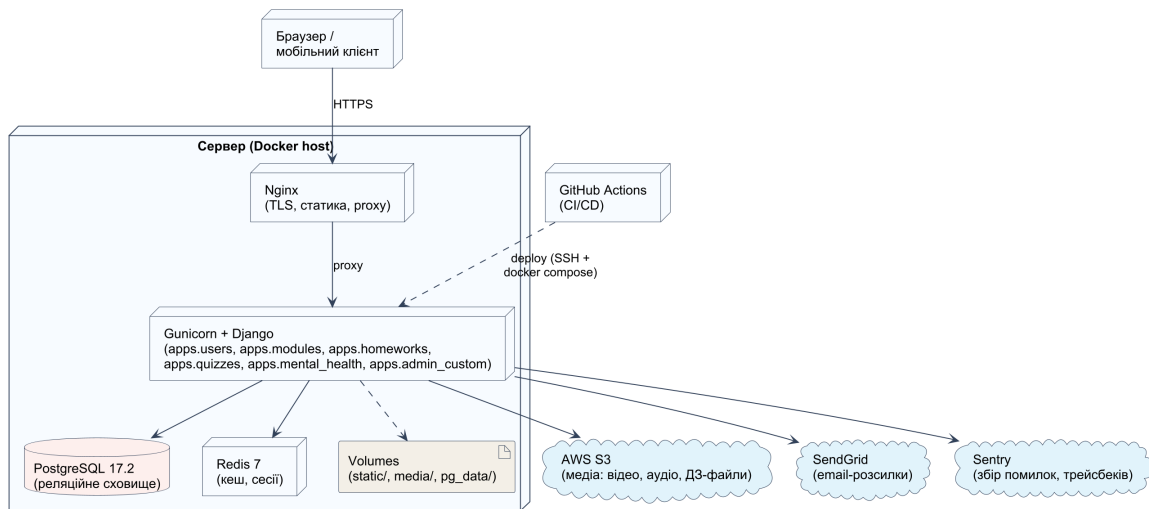 Браузер /
мобільний клієнт
HTTPS
Сервер (Docker host)
Nginx
(TLS, статика, proxy)
GitHub Actions
(CI/CD)
proxy
deploy (SSH +
docker compose)
Gunicorn + Django
(apps.users, apps.modules, apps.homeworks,
apps.quizzes, apps.mental_health, apps.admin_custom)
PostgreSQL 17.2
(реляційне сховище)
Redis 7
(кеш, сесії)
Volumes
(static/, media/, pg_data/)
AWS S3
(медіа: відео, аудіо, ДЗ-файли)
SendGrid
(email-розсилки)
Sentry
(збір помилок, трейсбеків)